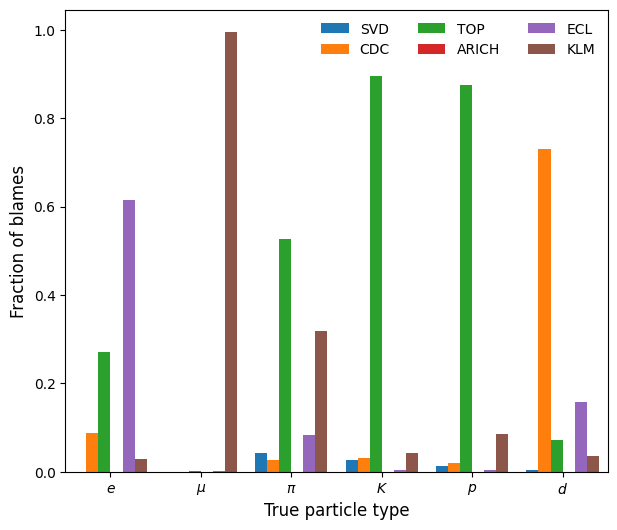 1.0
0.8
0.6
0.4
0.2
0.0
Fraction of blames
SVD TOP ECL
CDC ARICH KLM
e μ π K p d
True particle type